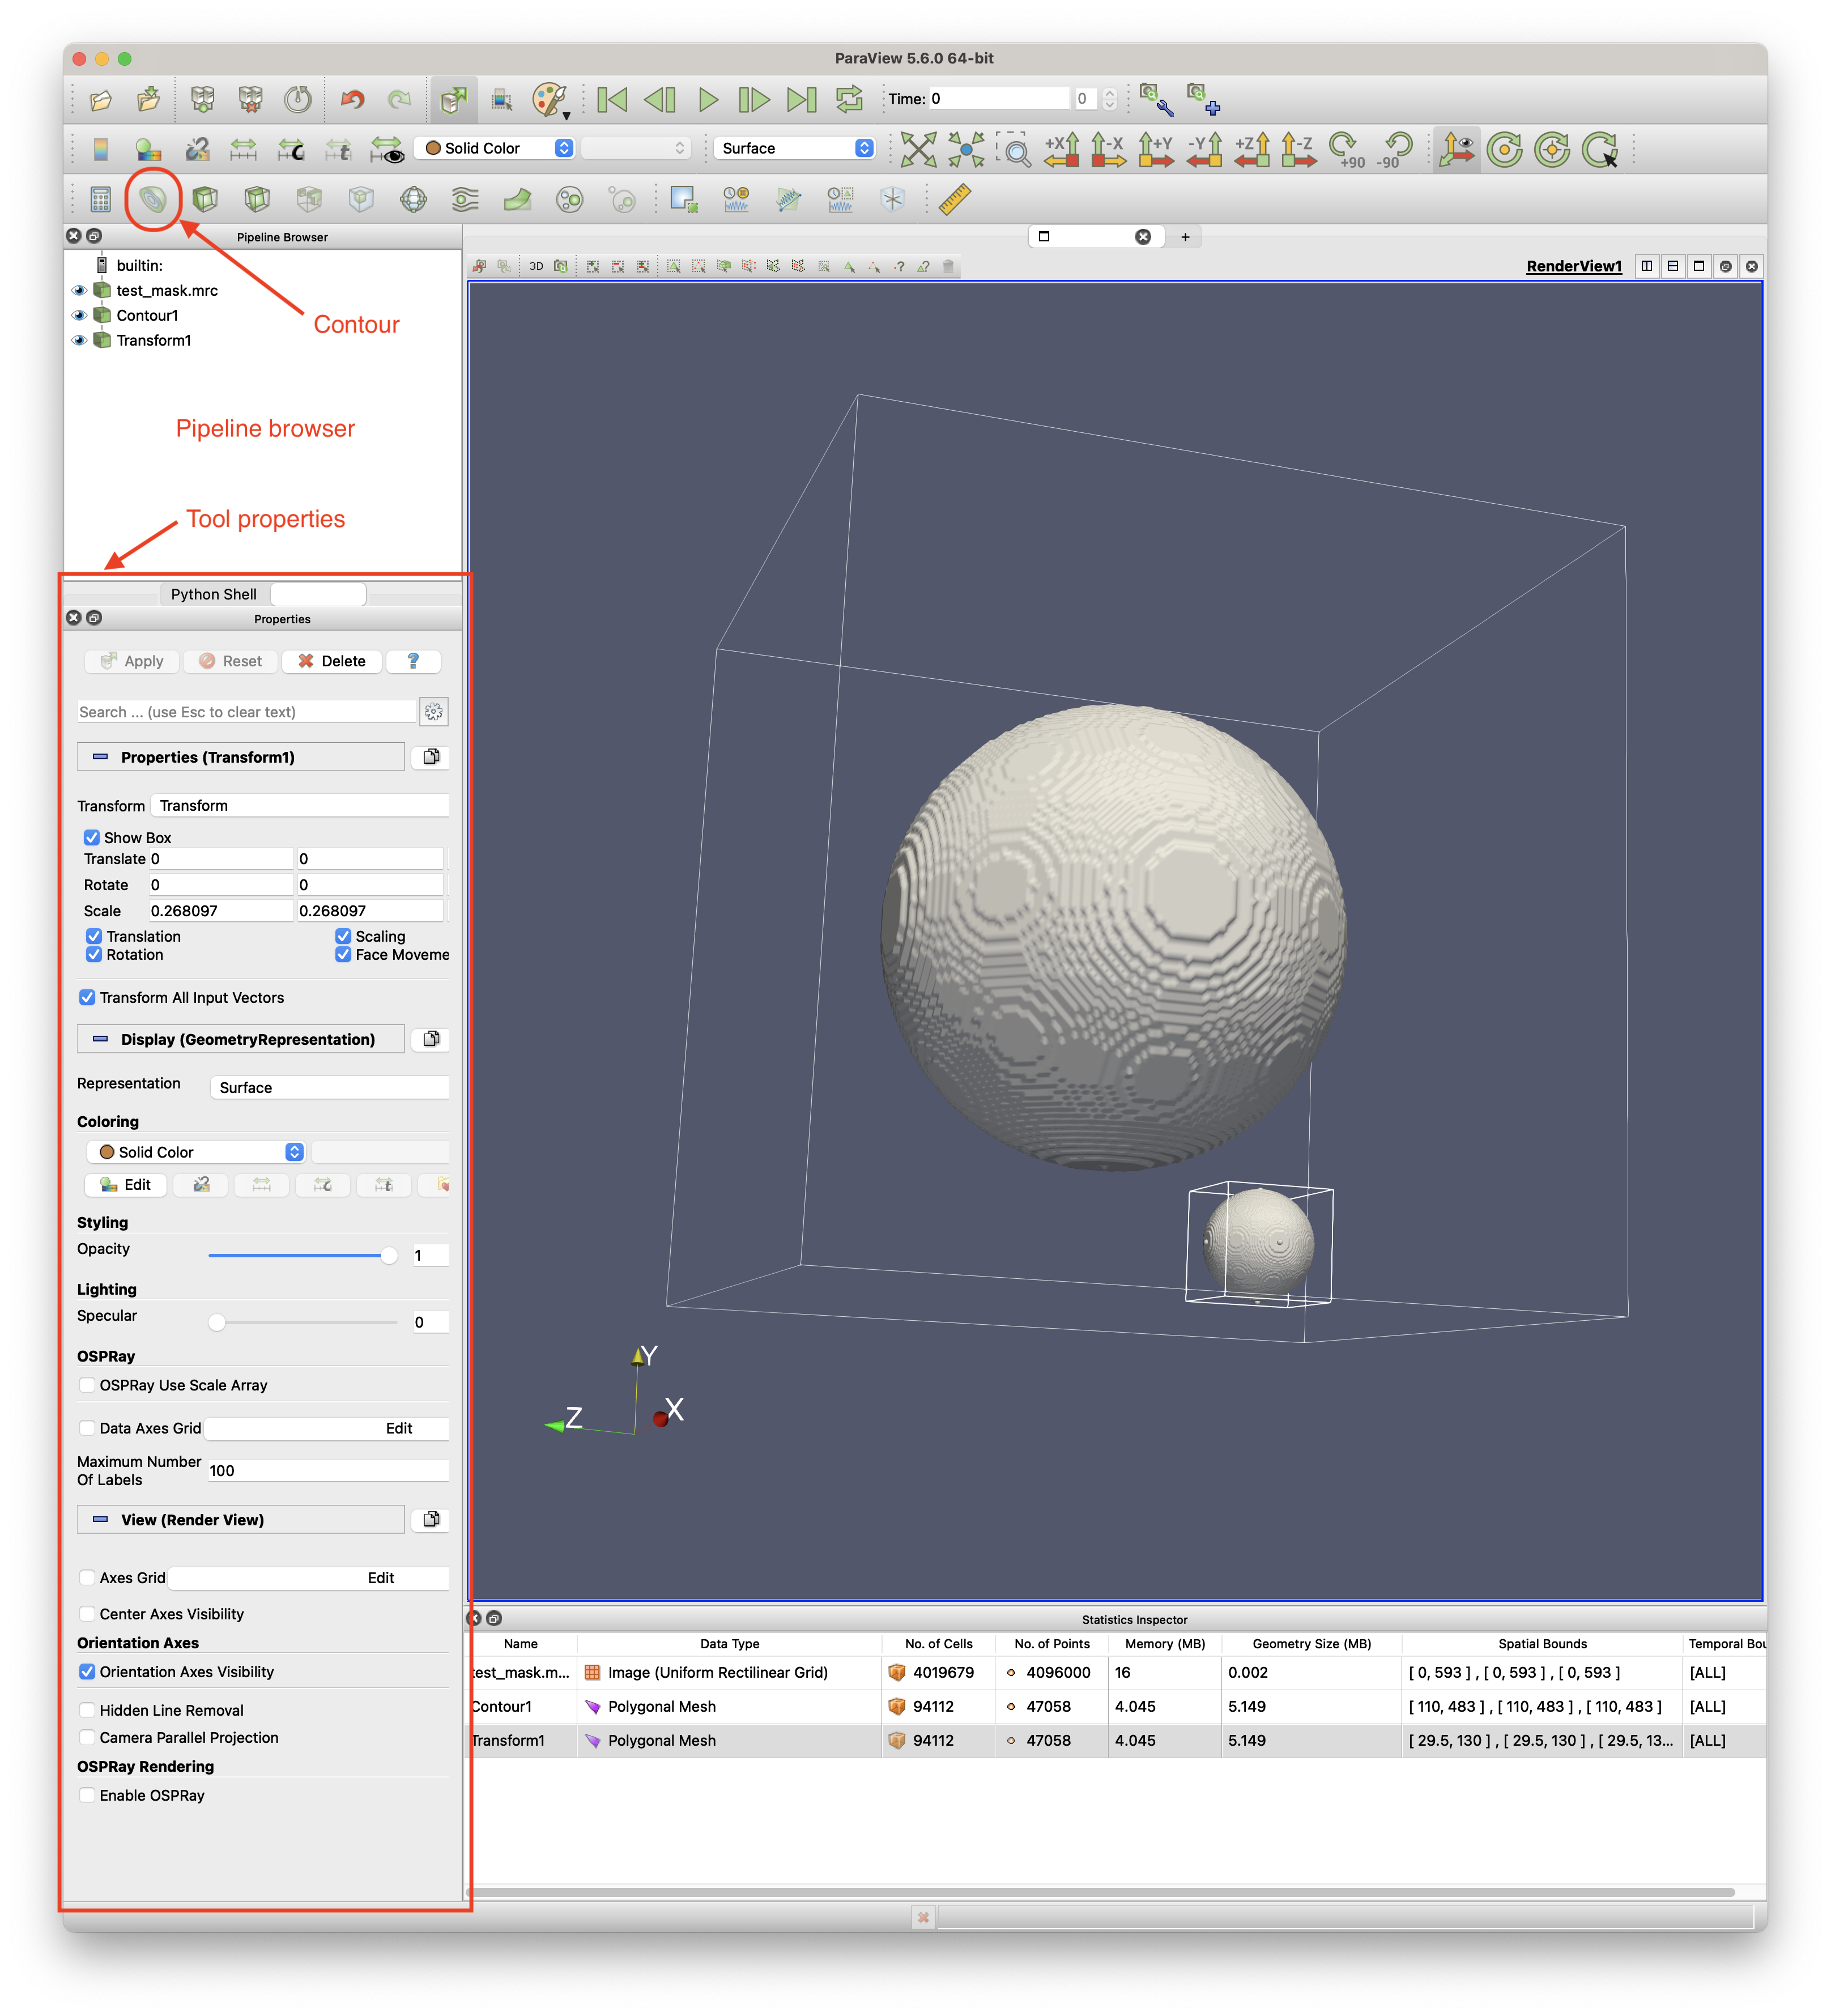 ParaView 5.6.0 64-bit
Time: 0 0
Solid Color Surface +X -X +Y -Y +Z -Z +90 -90
Pipeline Browser
builtin:
test_mask.mrc
Contour1
Transform1
Contour
Pipeline browser
Tool properties
3D
RenderView1
Python Shell
Properties
Apply Reset Delete ?
Search ... (use Esc to clear text)
Properties (Transform1)
Transform Transform
Show Box
Translate 0 0
Rotate 0 0
Scale 0.268097 0.268097
Translation Scaling
Rotation Face Moveme
Transform All Input Vectors
Display (GeometryRepresentation)
Representation Surface
Coloring
Solid Color
Edit
Styling
Opacity 1
Lighting
Specular 0
OSPRay
OSPRay Use Scale Array
Data Axes Grid Edit
Maximum Number
Of Labels 100
View (Render View)
Axes Grid Edit
Center Axes Visibility
Orientation Axes
Orientation Axes Visibility
Hidden Line Removal
Camera Parallel Projection
OSPRay Rendering
Enable OSPRay
Y
Z X
Statistics Inspector
Name Data Type No. of Cells No. of Points Memory (MB) Geometry Size (MB) Spatial Bounds Temporal Bou
test_mask.m... Image (Uniform Rectilinear Grid) 4019679 4096000 16 0.002 [ 0, 593 ] , [ 0, 593 ] , [ 0, 593 ] [ALL]
Contour1 Polygonal Mesh 94112 47058 4.045 5.149 [ 110, 483 ] , [ 110, 483 ] , [ 110, 483 ] [ALL]
Transform1 Polygonal Mesh 94112 47058 4.045 5.149 [ 29.5, 130 ] , [ 29.5, 130 ] , [ 29.5, 13... [ALL]